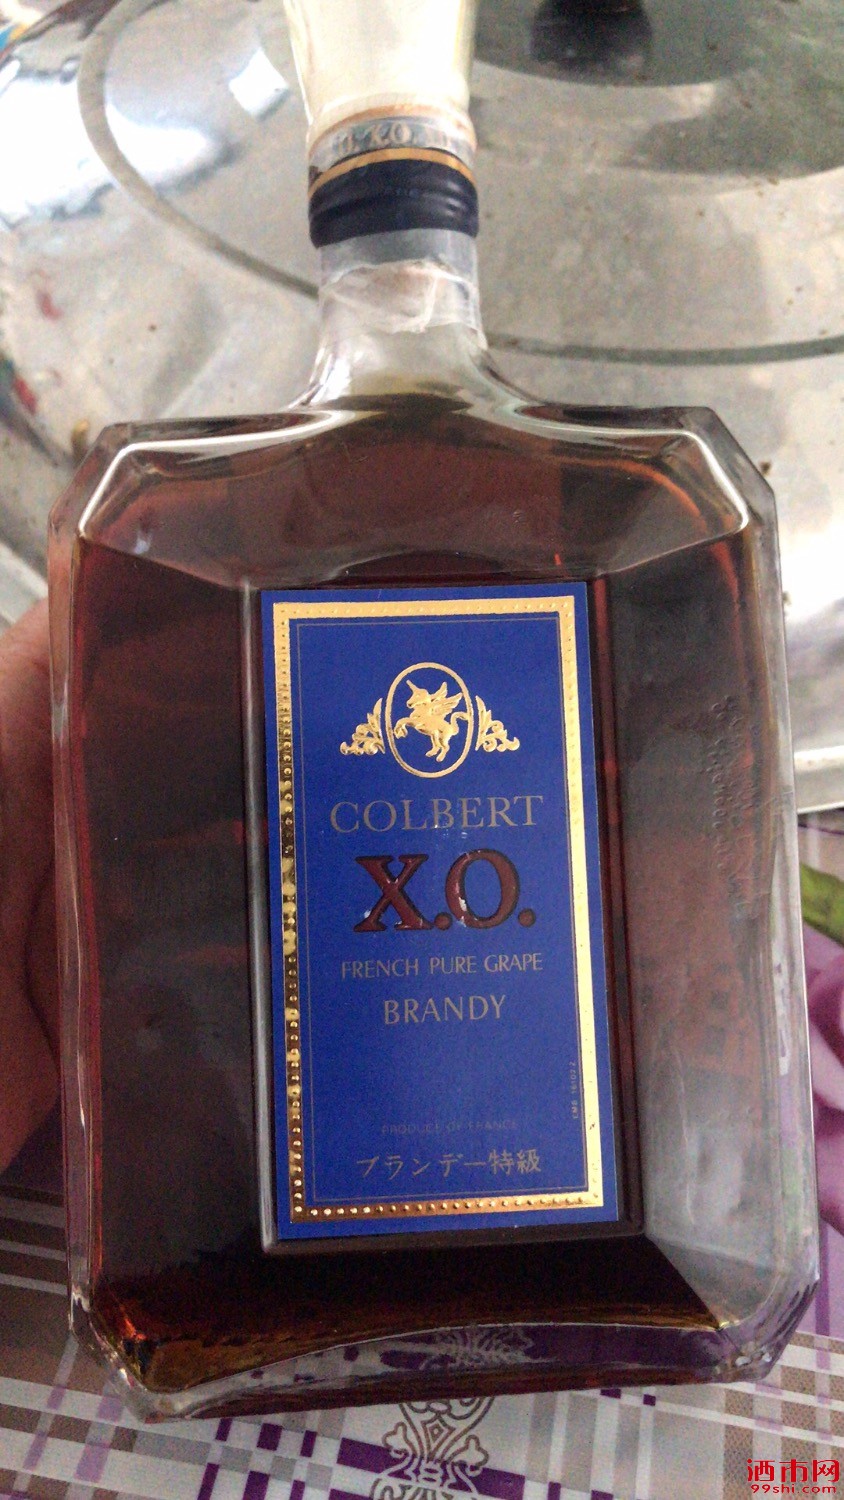 X.O.
COLBERT
X.O.
FRENCH PURE GRAPE
BRANDY
PRODUCE OF FRANCE
ブランデー特級
酒市网
99shi.com